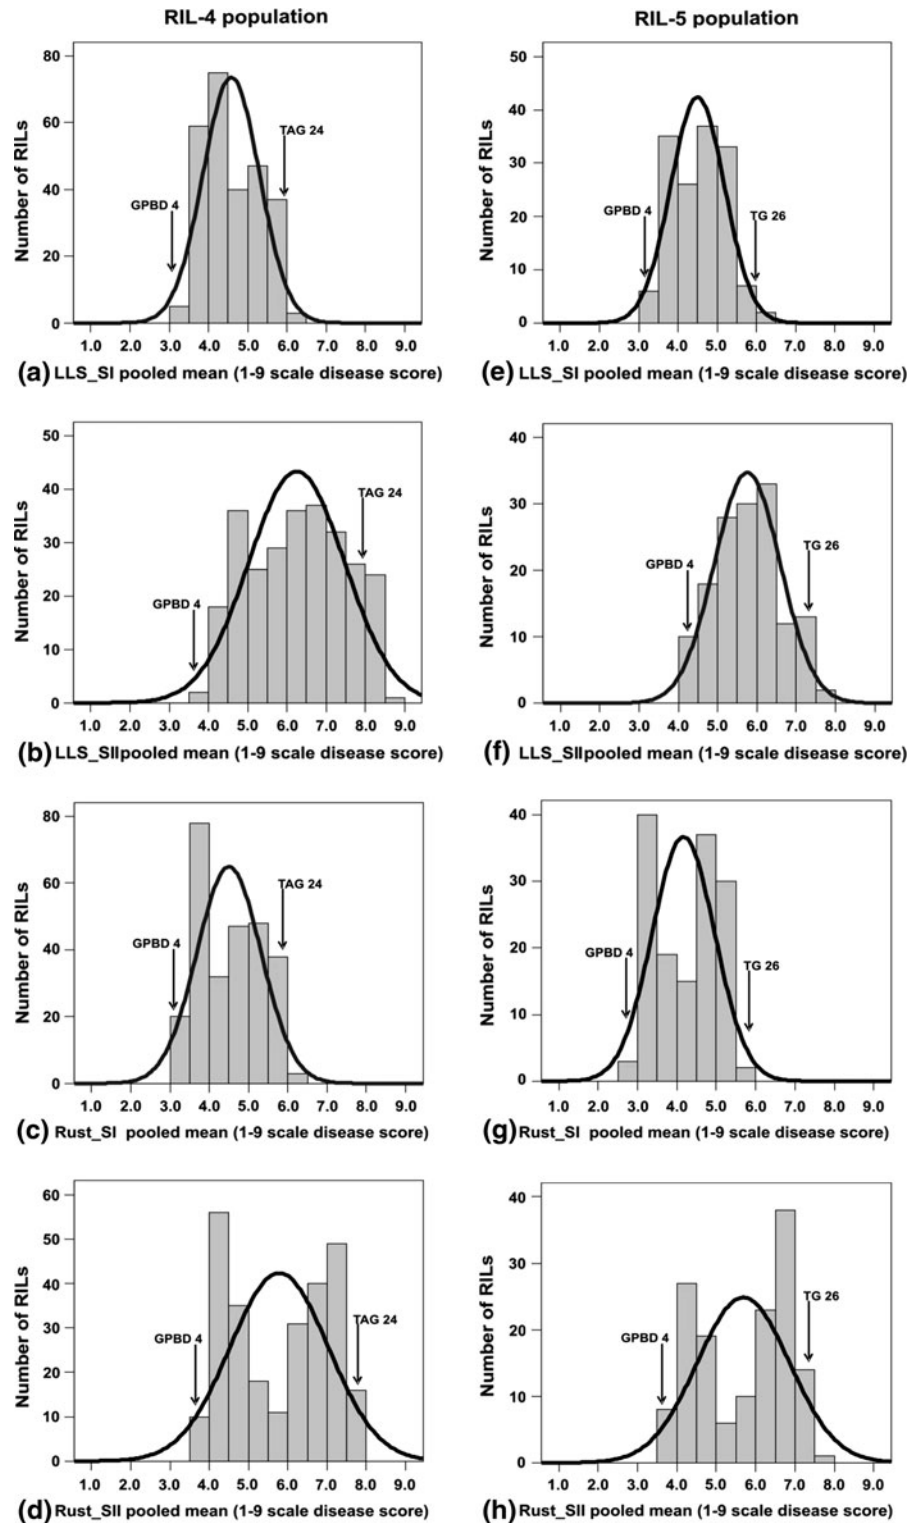 RIL-4 population
RIL-5 population
80
60
40
20
0
Number of RILs
GPBD 4
TAG 24
1.0 2.0 3.0 4.0 5.0 6.0 7.0 8.0 9.0
(a) LLS_SI pooled mean (1-9 scale disease score)
50
40
30
20
10
0
Number of RILs
GPBD 4
TG 26
1.0 2.0 3.0 4.0 5.0 6.0 7.0 8.0 9.0
(e) LLS_SI pooled mean (1-9 scale disease score)
50
40
30
20
10
0
Number of RILs
GPBD 4
TAG 24
1.0 2.0 3.0 4.0 5.0 6.0 7.0 8.0 9.0
(b) LLS_SII pooled mean (1-9 scale disease score)
40
30
20
10
0
Number of RILs
GPBD 4
TG 26
1.0 2.0 3.0 4.0 5.0 6.0 7.0 8.0 9.0
(f) LLS_SII pooled mean (1-9 scale disease score)
80
60
40
20
0
Number of RILs
GPBD 4
TAG 24
1.0 2.0 3.0 4.0 5.0 6.0 7.0 8.0 9.0
(c) Rust_SI pooled mean (1-9 scale disease score)
40
30
20
10
0
Number of RILs
GPBD 4
TG 26
1.0 2.0 3.0 4.0 5.0 6.0 7.0 8.0 9.0
(g) Rust_SI pooled mean (1-9 scale disease score)
60
50
40
30
20
10
0
Number of RILs
GPBD 4
TAG 24
1.0 2.0 3.0 4.0 5.0 6.0 7.0 8.0 9.0
(d) Rust_SII pooled mean (1-9 scale disease score)
40
30
20
10
0
Number of RILs
GPBD 4
TG 26
1.0 2.0 3.0 4.0 5.0 6.0 7.0 8.0 9.0
(h) Rust_SII pooled mean (1-9 scale disease score)